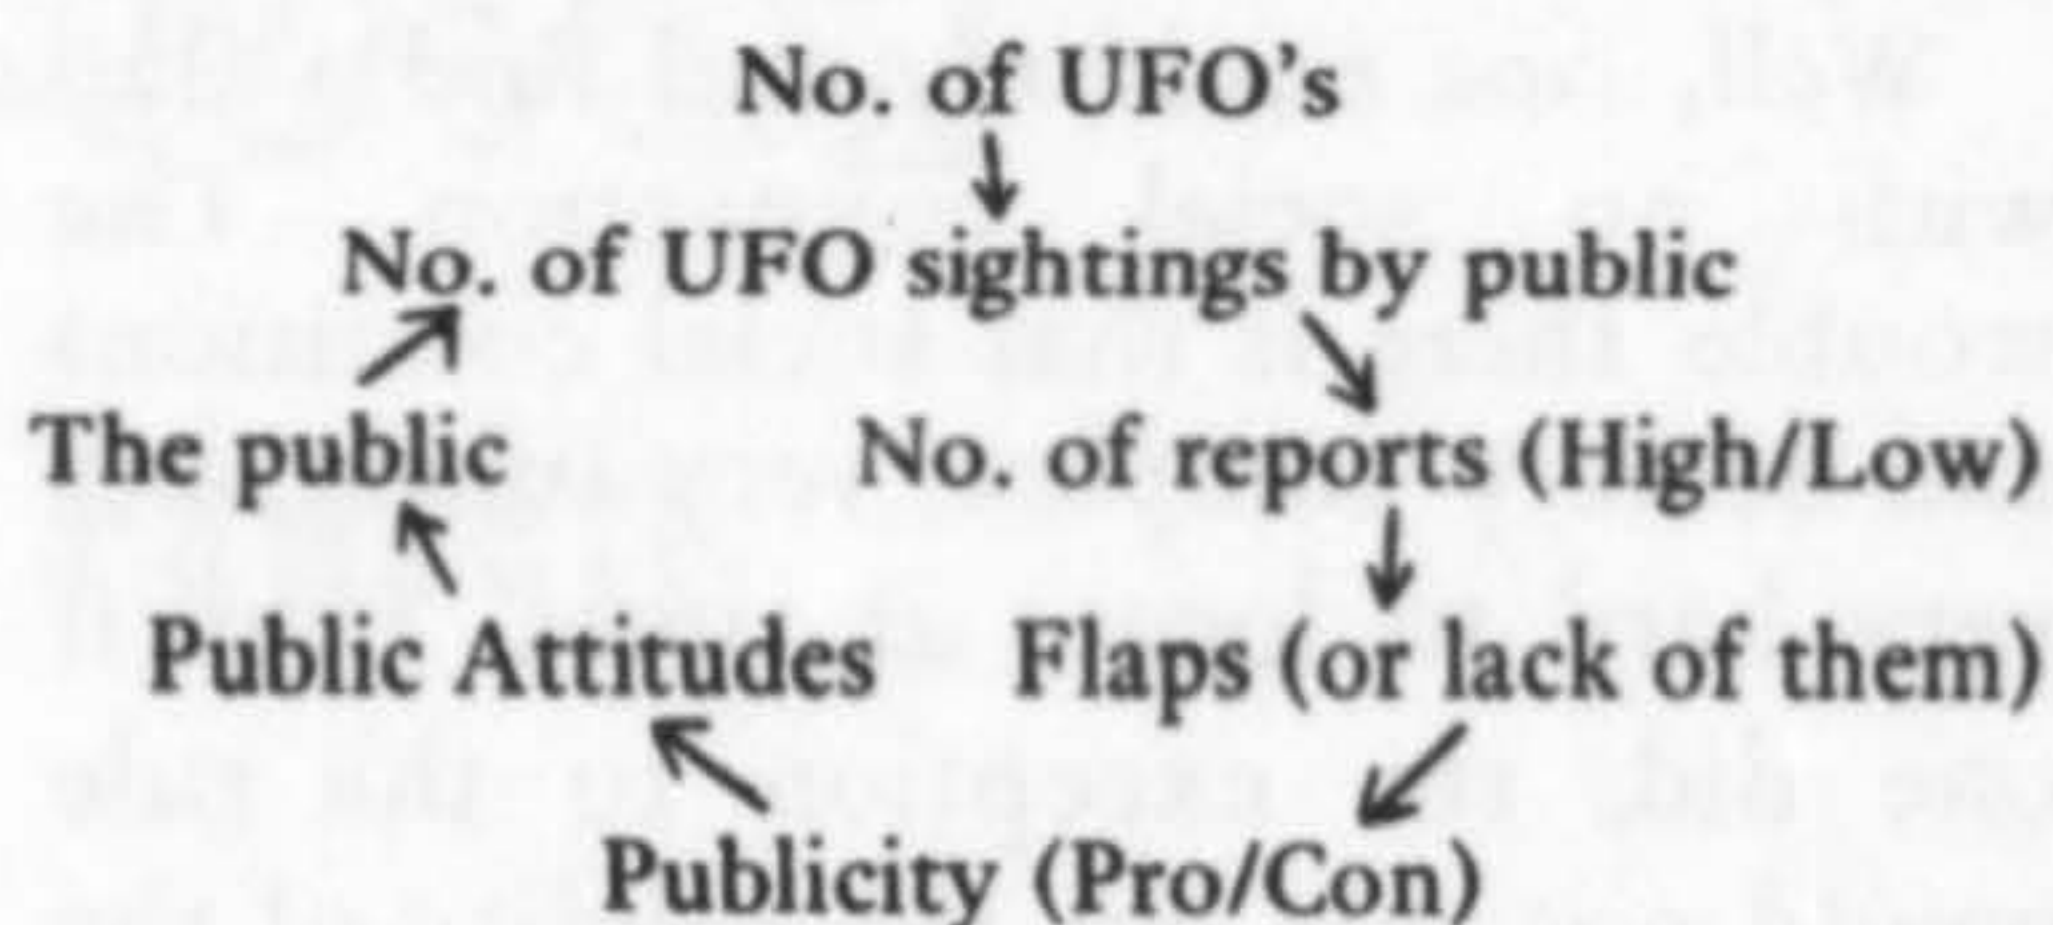 No. of UFO's
No. of UFO sightings by public
The public No. of reports (High/Low)
Public Attitudes Flaps (or lack of them)
Publicity (Pro/Con)